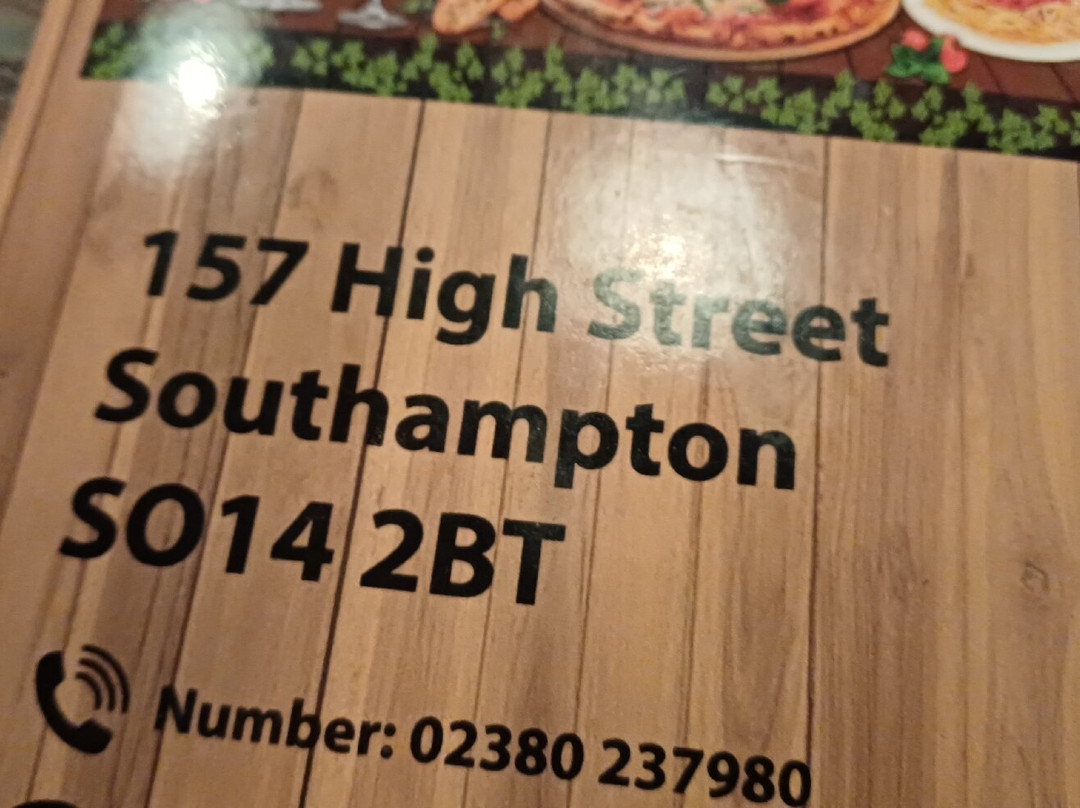 157 High Street
Southampton
SO14 2BT
Number: 02380 237980